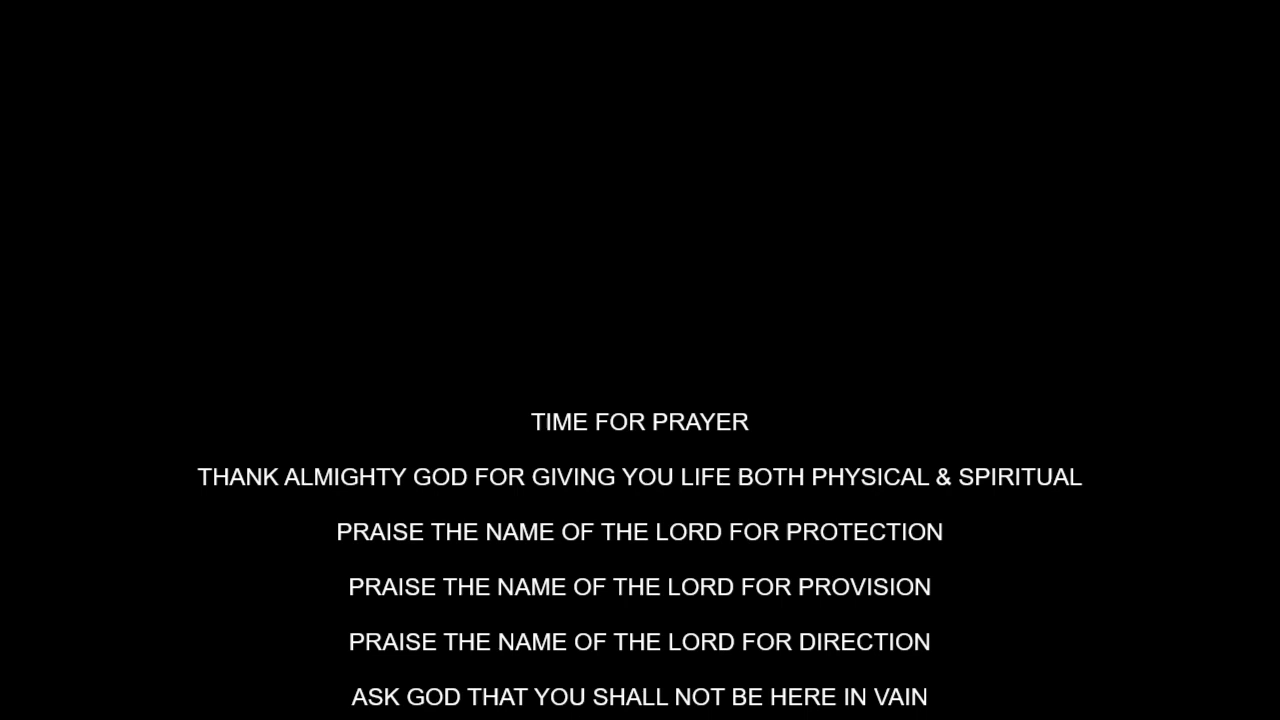 TIME FOR PRAYER
THANK ALMIGHTY GOD FOR GIVING YOU LIFE BOTH PHYSICAL & SPIRITUAL
PRAISE THE NAME OF THE LORD FOR PROTECTION
PRAISE THE NAME OF THE LORD FOR PROVISION
PRAISE THE NAME OF THE LORD FOR DIRECTION
ASK GOD THAT YOU SHALL NOT BE HERE IN VAIN